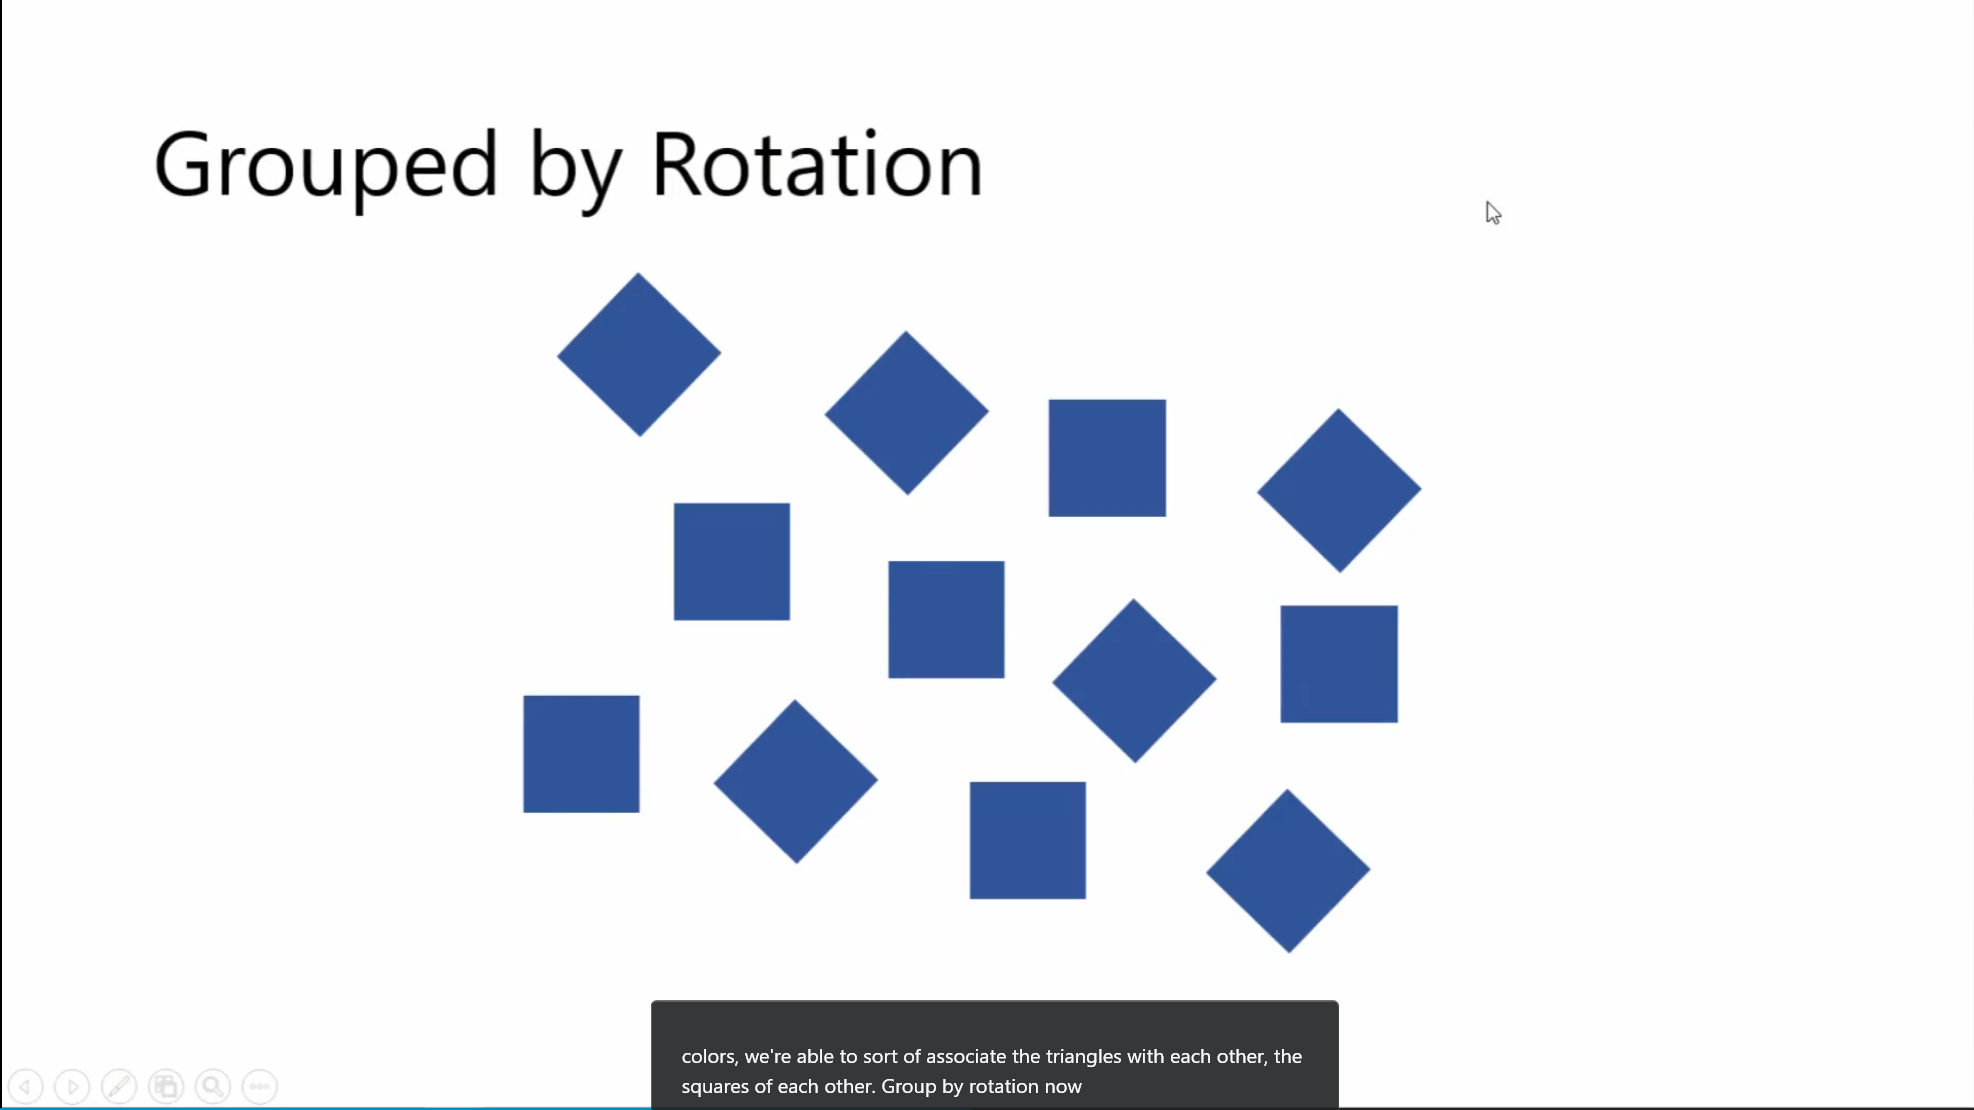 Grouped by Rotation
colors, we're able to sort of associate the triangles with each other, the
squares of each other. Group by rotation now